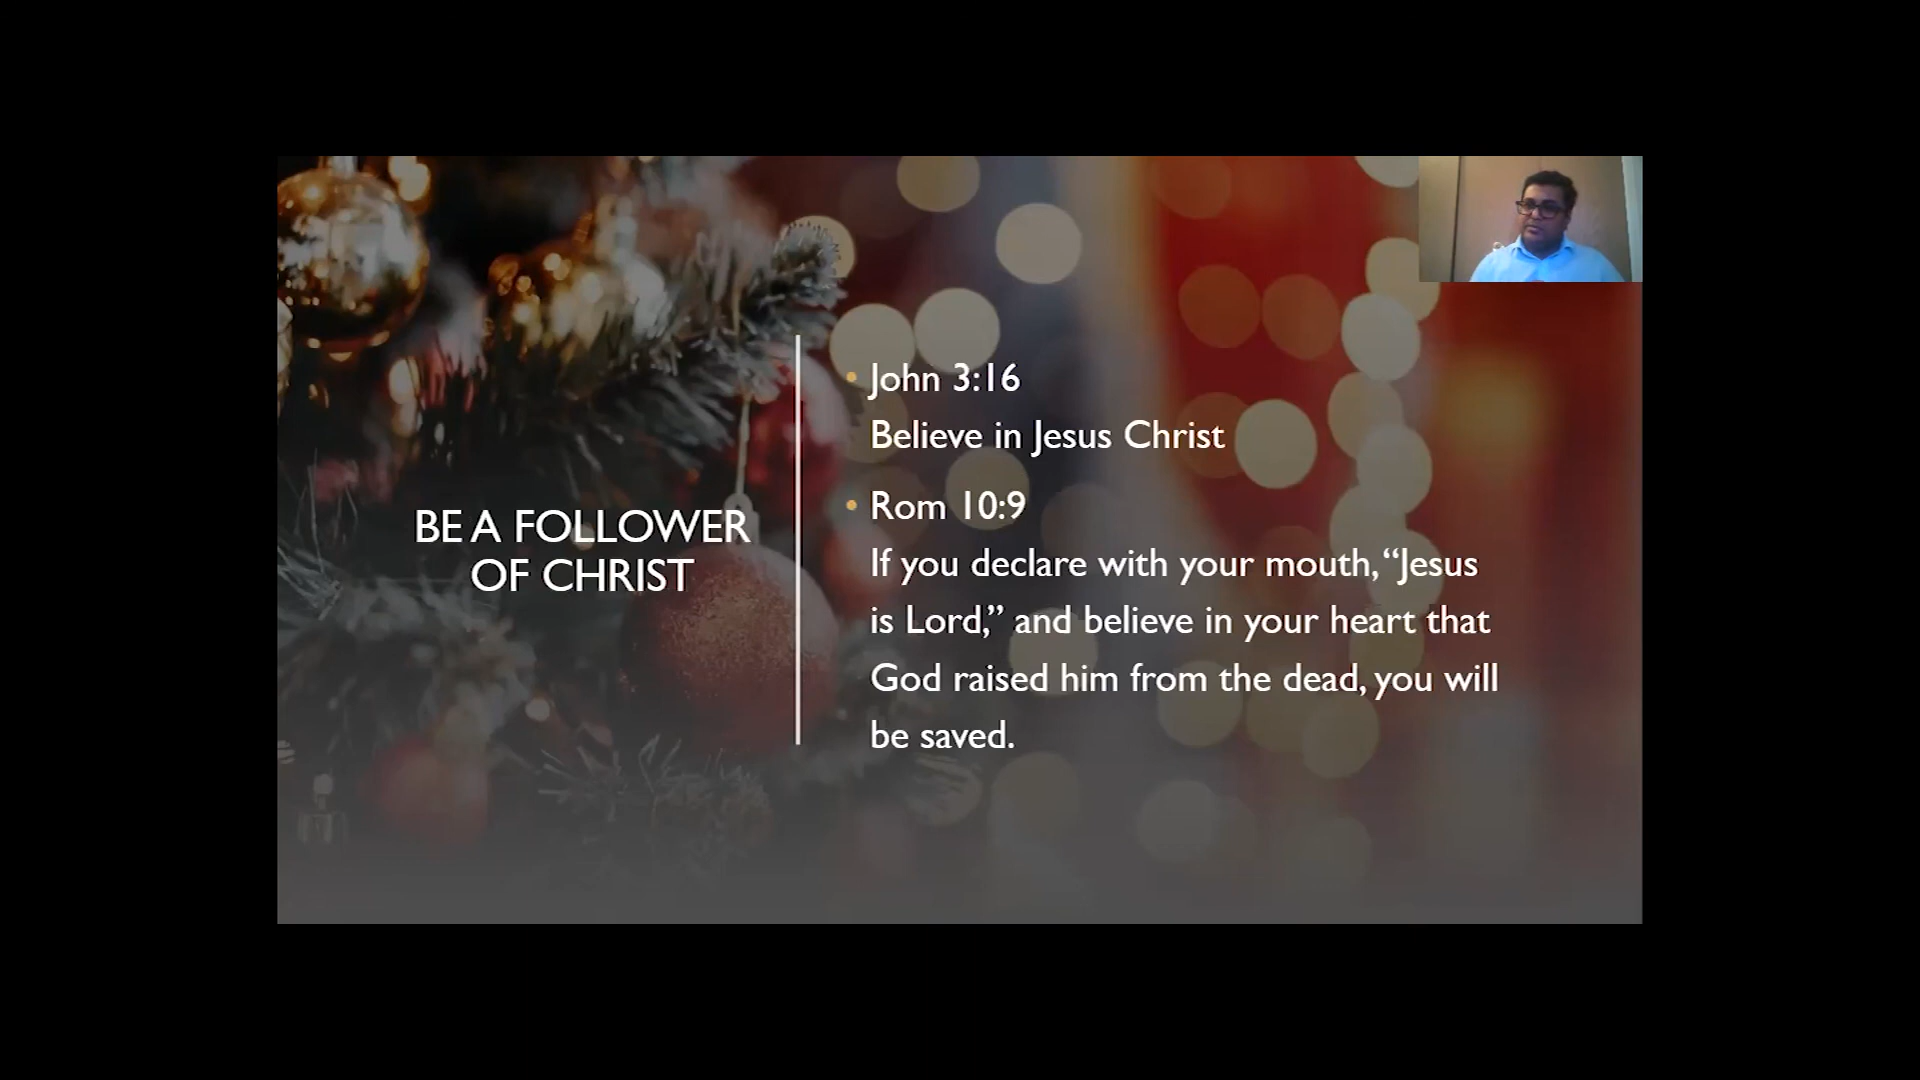 BE A FOLLOWER
OF CHRIST
• John 3:16
Believe in Jesus Christ
• Rom 10:9
If you declare with your mouth, “Jesus
is Lord,” and believe in your heart that
God raised him from the dead, you will
be saved.